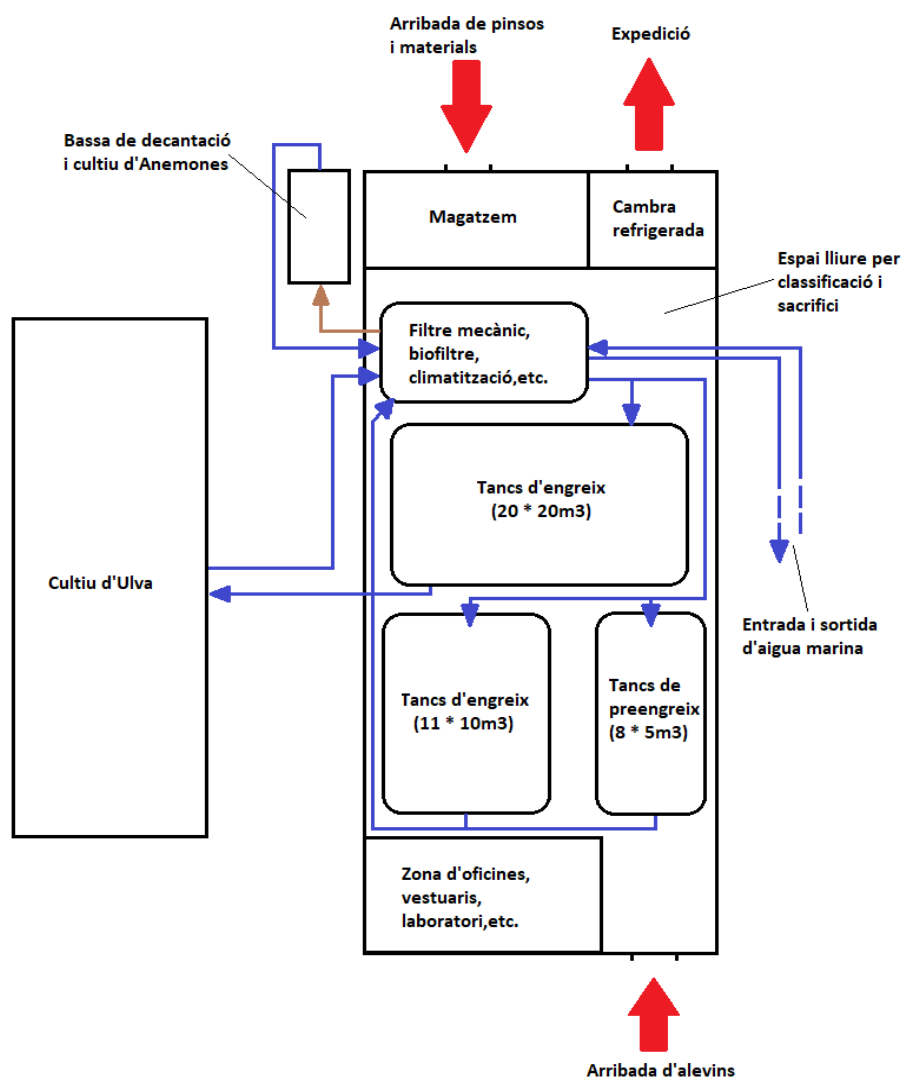 Arribada de pinsos
i materials
Expedició
Bassa de decantació
i cultiu d'Anemones
Magatzem
Cambra
refrigerada
Espai lliure per
classificació i
sacrifici
Filtre mecànic,
biofiltre,
climatització,etc.
Tancs d'engreix
(20 * 20m3)
Cultiu d'Ulva
Entrada i sortida
d'aigua marina
Tancs d'engreix
(11 * 10m3)
Tancs de
preengreix
(8 * 5m3)
Zona d'oficines,
vestuaris,
laboratori,etc.
Arribada d'alevins